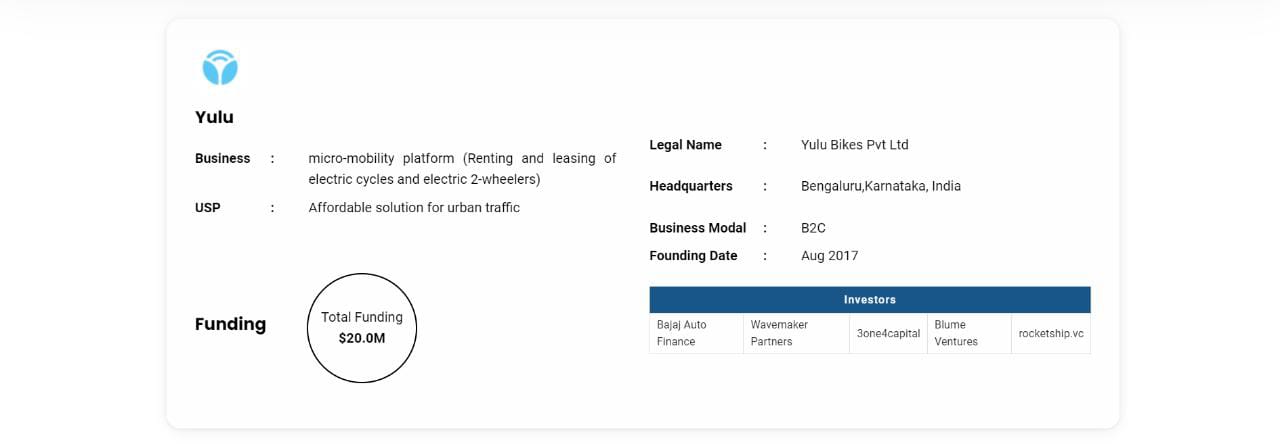 Yulu
Business : micro-mobility platform (Renting and leasing of
electric cycles and electric 2-wheelers)
USP : Affordable solution for urban traffic
Funding
Total Funding
$20.0M
Legal Name : Yulu Bikes Pvt Ltd
Headquarters : Bengaluru,Karnataka, India
Business Modal : B2C
Founding Date : Aug 2017
Investors
Bajaj Auto
Finance
Wavemaker
Partners
3one4capital
Blume
Ventures
rocketship.vc